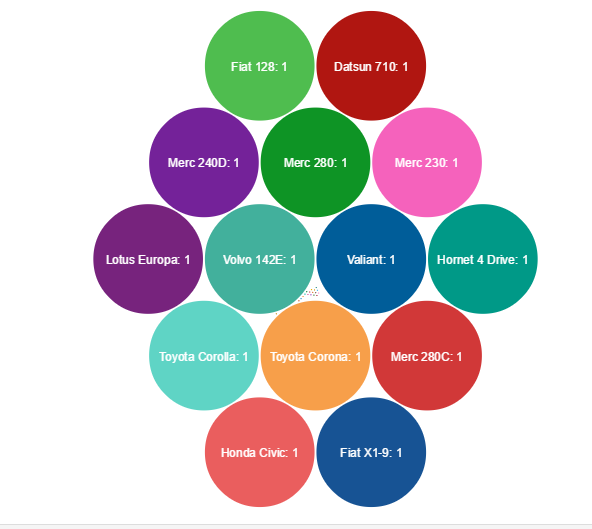 Fiat 128: 1
Datsun 710: 1
Merc 240D: 1
Merc 280: 1
Merc 230: 1
Lotus Europa: 1
Volvo 142E: 1
Valiant: 1
Hornet 4 Drive: 1
Toyota Corolla: 1
Toyota Corona: 1
Merc 280C: 1
Honda Civic: 1
Fiat X1-9: 1